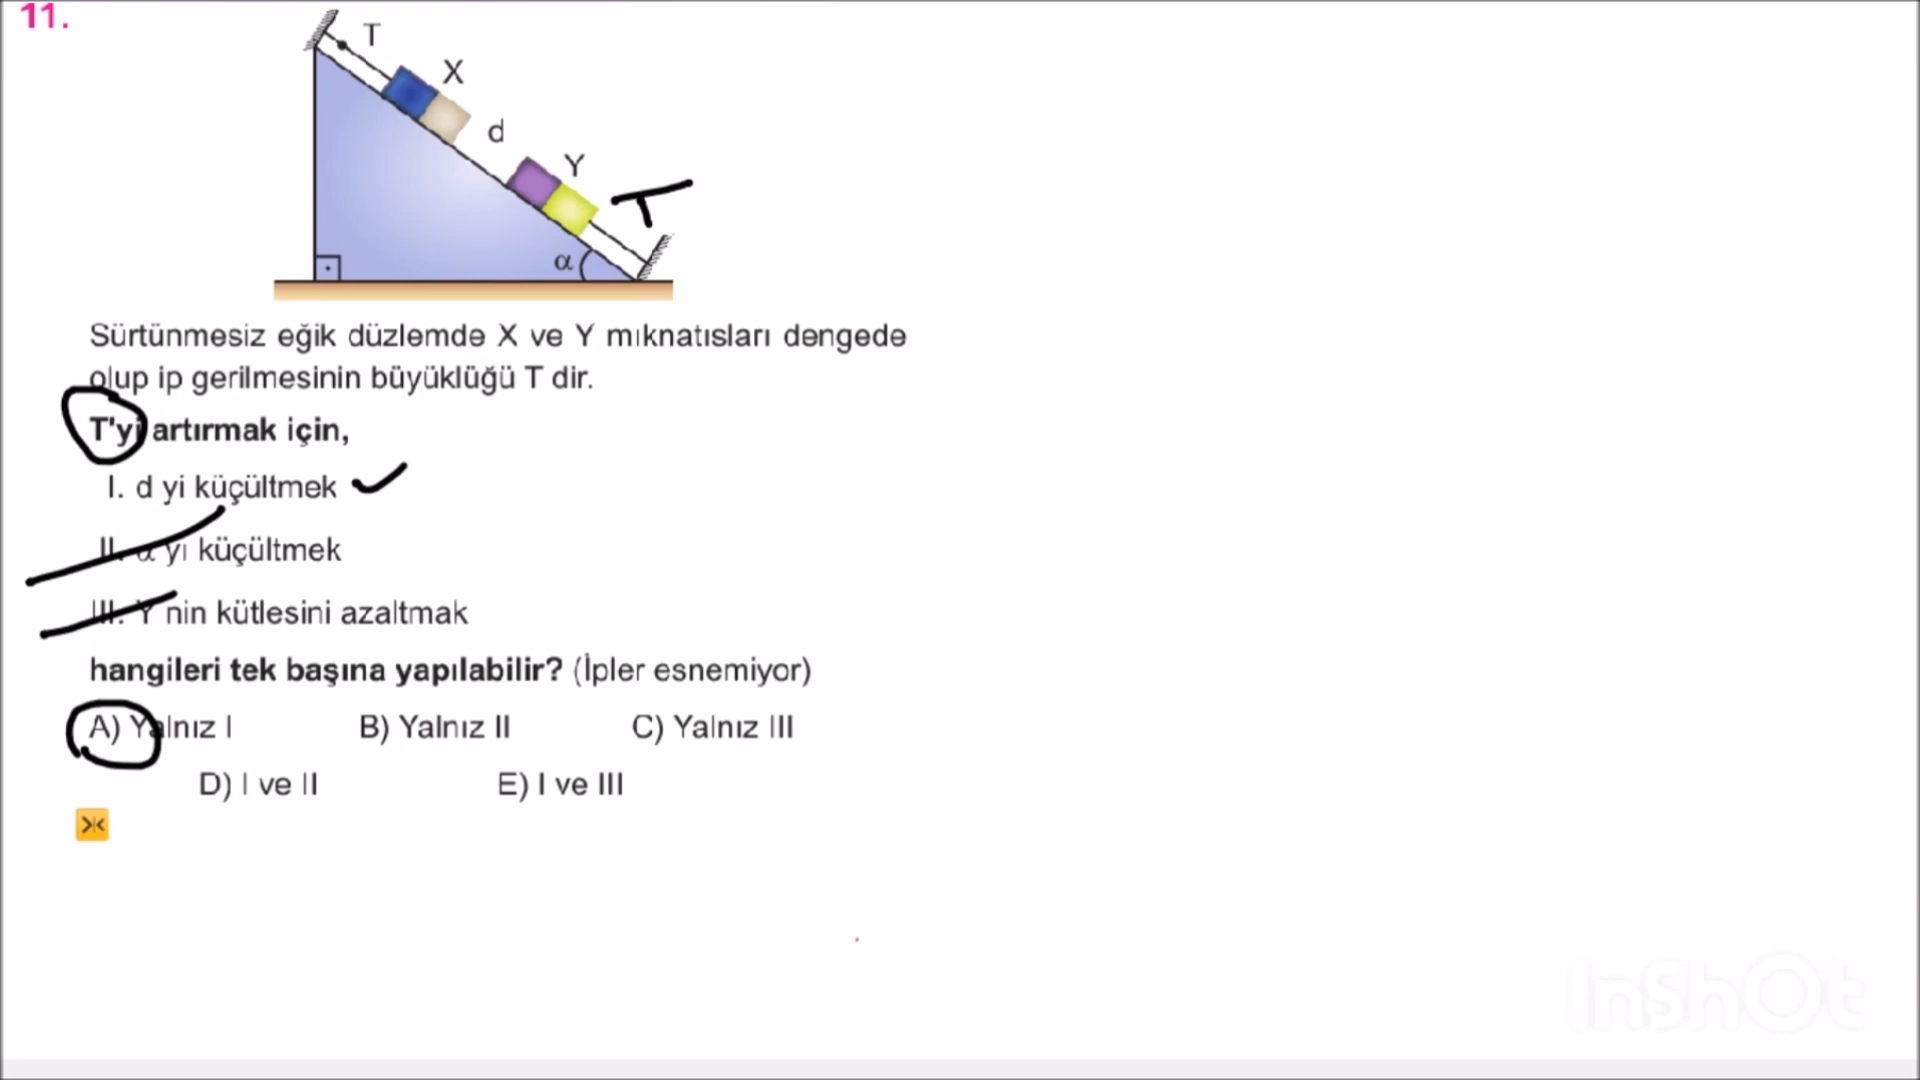 11.
T
X
d
Y
T
α
Sürtünmesiz eğik düzlemde X ve Y mıknatısları dengede
olup ip gerilmesinin büyüklüğü T dir.
T'yi artırmak için,
I. d yi küçültmek
II. α yı küçültmek
III. Y nin kütlesini azaltmak
hangileri tek başına yapılabilir? (İpler esnemiyor)
A) Yalnız I B) Yalnız II C) Yalnız III
D) I ve II E) I ve III
InShOt